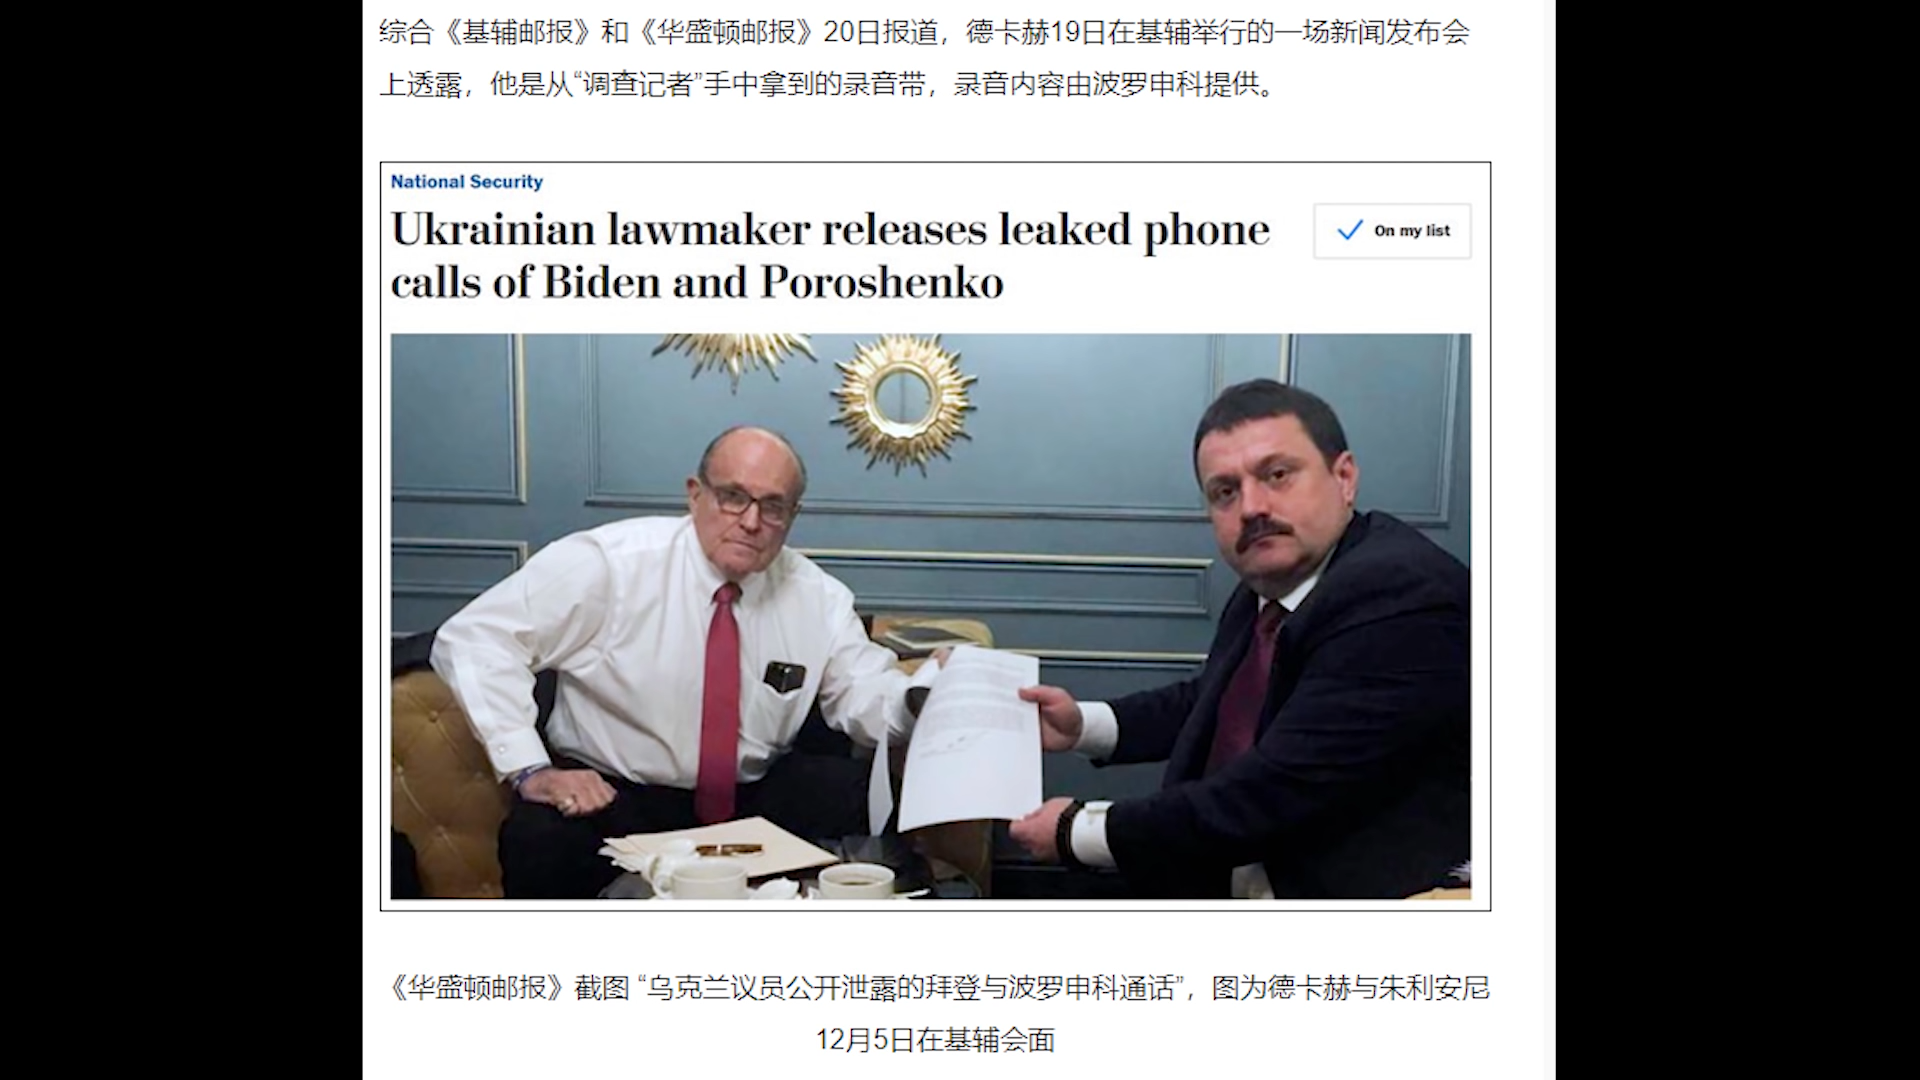 综合《基辅邮报》和《华盛顿邮报》20日报道，德卡赫19日在基辅举行的一场新闻发布会
上透露，他是从“调查记者”手中拿到的录音带，录音内容由波罗申科提供。
National Security
Ukrainian lawmaker releases leaked phone
On my list
calls of Biden and Poroshenko
《华盛顿邮报》截图 “乌克兰议员公开泄露的拜登与波罗申科通话”，图为德卡赫与朱利安尼
12月5日在基辅会面